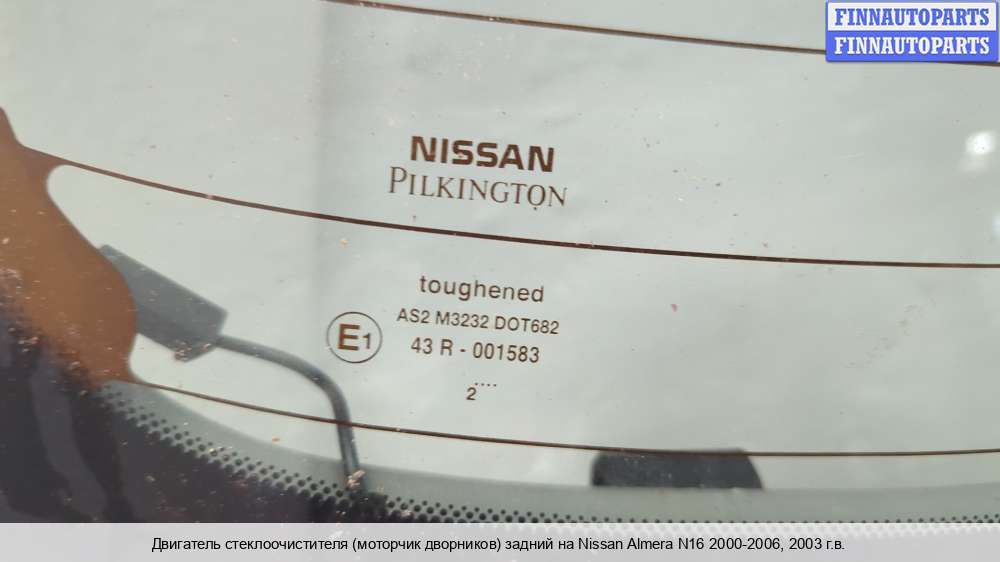 FINNAUTOPARTS
FINNAUTOPARTS
NISSAN
PILKINGTON
toughened
AS2 M3232 DOT682
E1
43 R - 001583
....
2
Двигатель стеклоочистителя (моторчик дворников) задний на Nissan Almera N16 2000-2006, 2003 г.в.